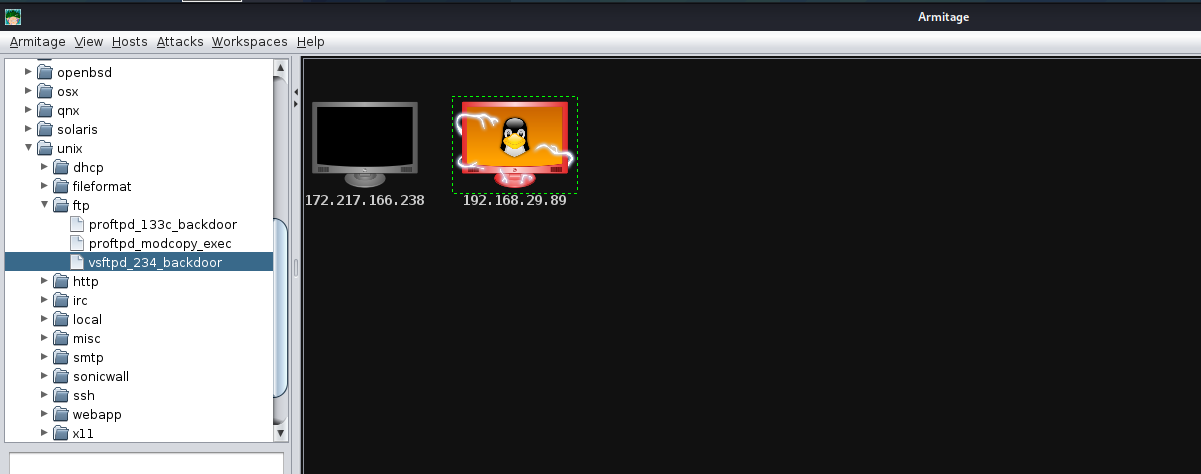 Armitage
Armitage View Hosts Attacks Workspaces Help
openbsd
osx
qnx
solaris
unix
dhcp
fileformat
ftp
proftpd_133c_backdoor
proftpd_modcopy_exec
vsftpd_234_backdoor
http
irc
local
misc
smtp
sonicwall
ssh
webapp
x11
172.217.166.238
192.168.29.89